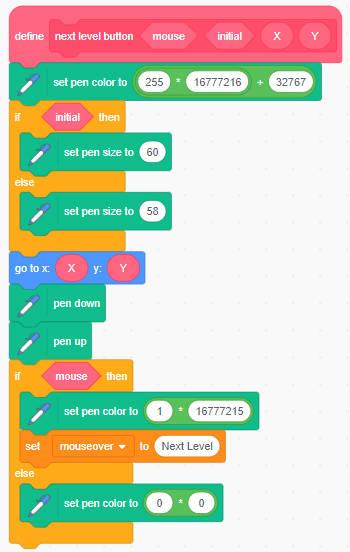 define next level button mouse initial X Y
set pen color to 255 * 16777216 + 32767
if initial then
set pen size to 60
else
set pen size to 58
go to x: X y: Y
pen down
pen up
if mouse then
set pen color to 1 * 16777215
set mouseover to Next Level
else
set pen color to 0 * 0